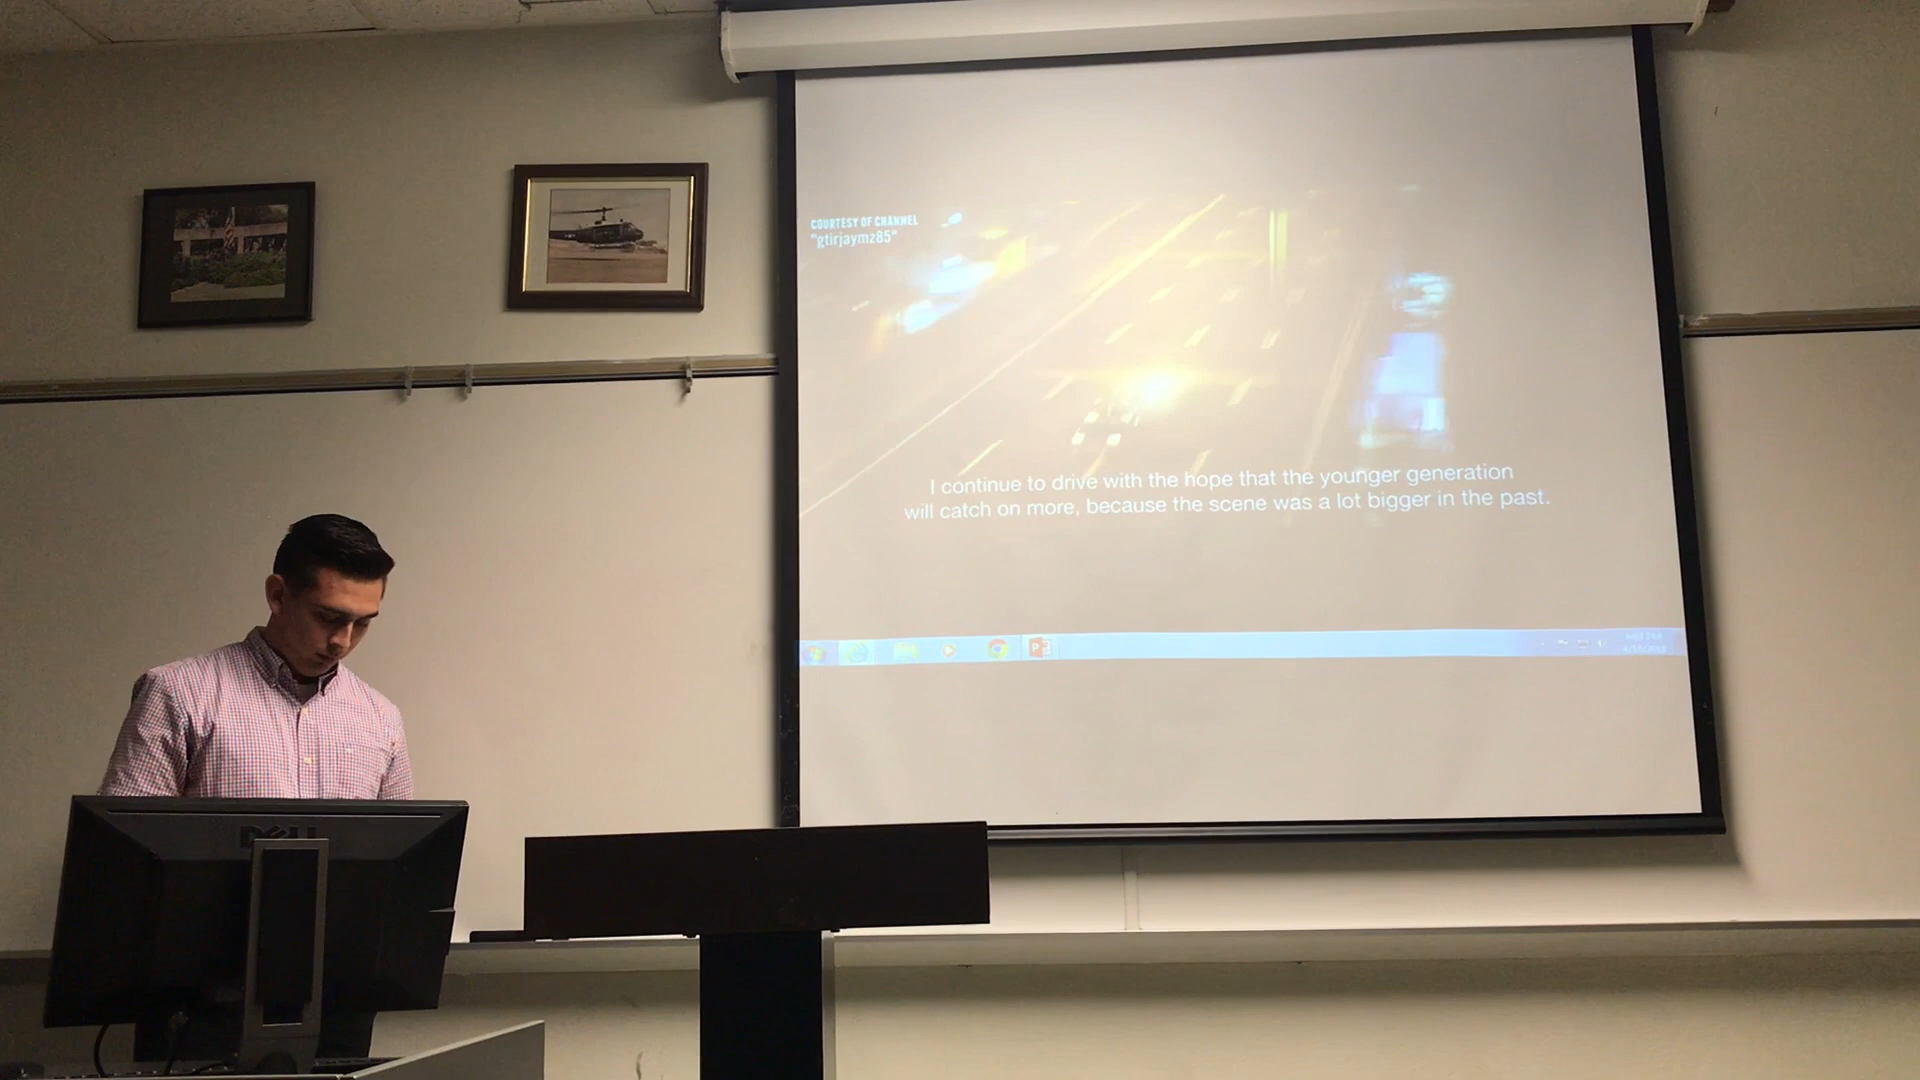 COURTESY OF CHANNEL
"gtirjaymz85"
I continue to drive with the hope that the younger generation
will catch on more, because the scene was a lot bigger in the past.
DELL